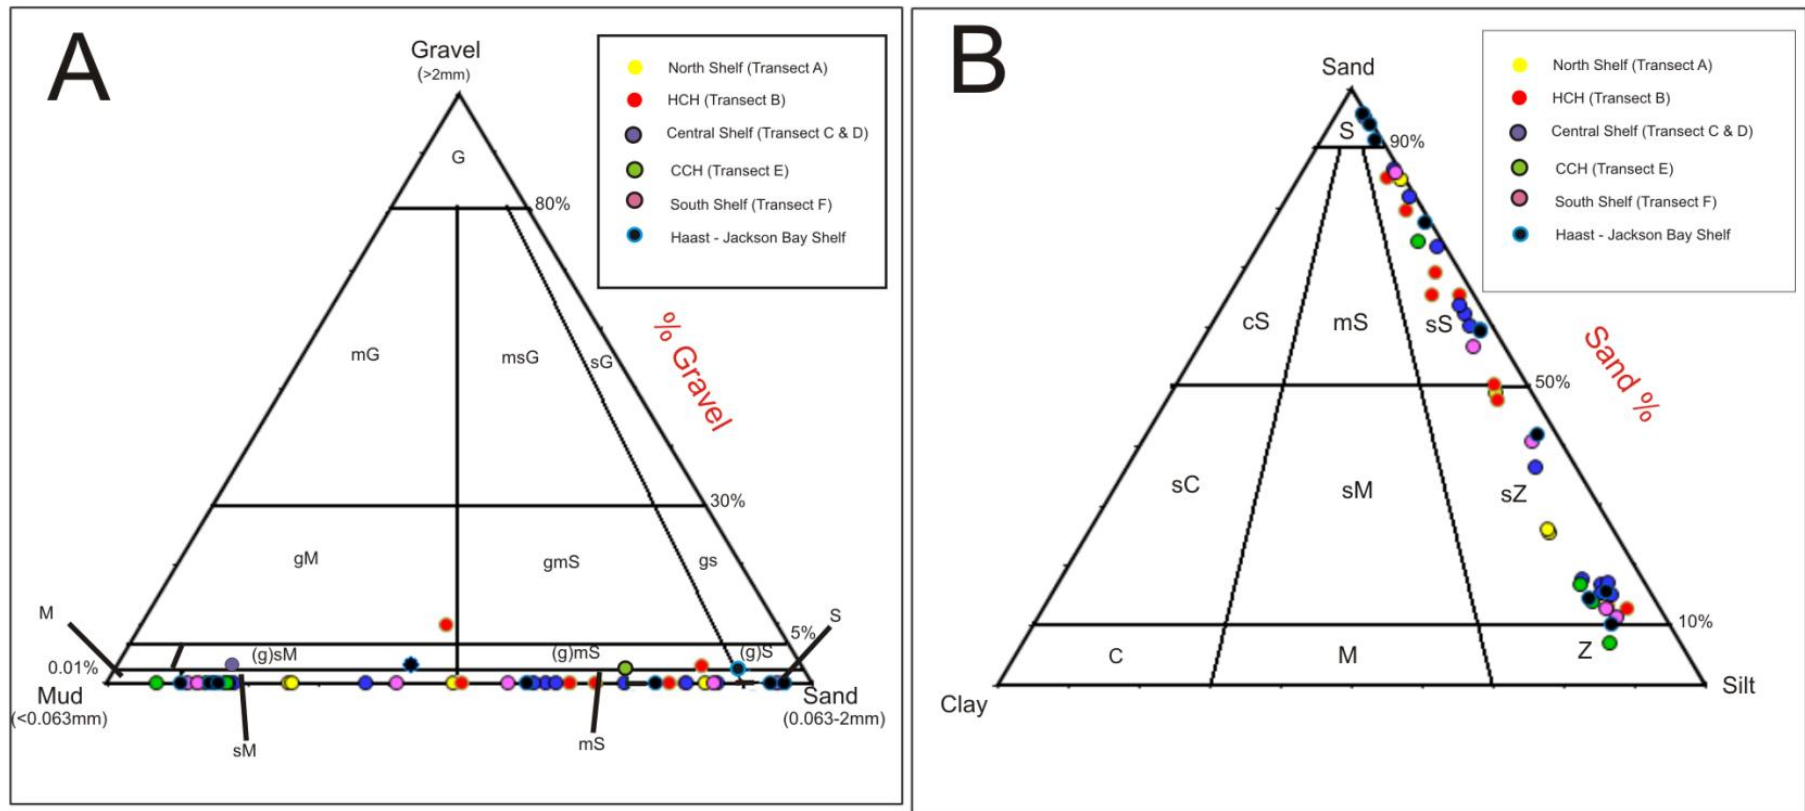 A
Gravel
(>2mm)
North Shelf (Transect A)
HCH (Transect B)
Central Shelf (Transect C & D)
CCH (Transect E)
South Shelf (Transect F)
Haast - Jackson Bay Shelf
G
80%
% Gravel
mG
msG
sG
30%
gM
gmS
gs
M
S
5%
(g)sM
(g)mS
(g)S
0.01%
Mud
(<0.063mm)
Sand
(0.063-2mm)
sM
mS
B
Sand
North Shelf (Transect A)
HCH (Transect B)
Central Shelf (Transect C & D)
CCH (Transect E)
South Shelf (Transect F)
Haast - Jackson Bay Shelf
S
90%
cS
mS
sS
Sand %
50%
sC
sM
sZ
10%
C
M
Z
Clay
Silt